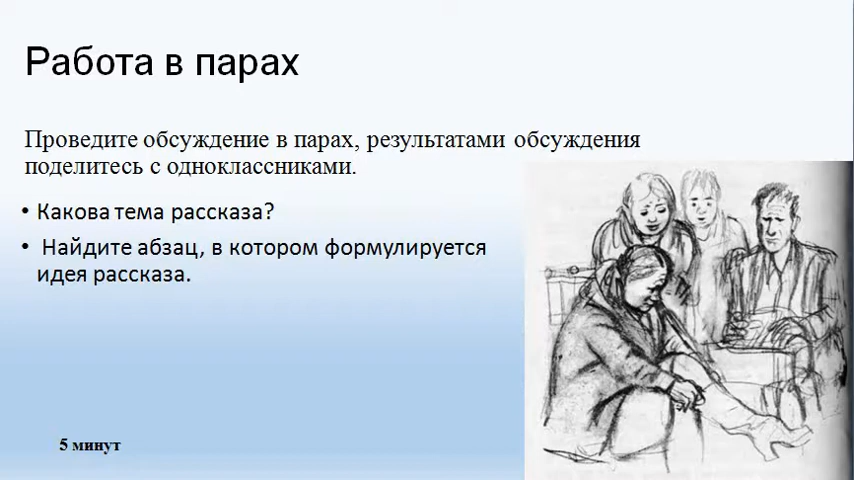 Работа в парах
Проведите обсуждение в парах, результатами обсуждения
поделитесь с одноклассниками.
• Какова тема рассказа?
• Найдите абзац, в котором формулируется
идея рассказа.
5 минут